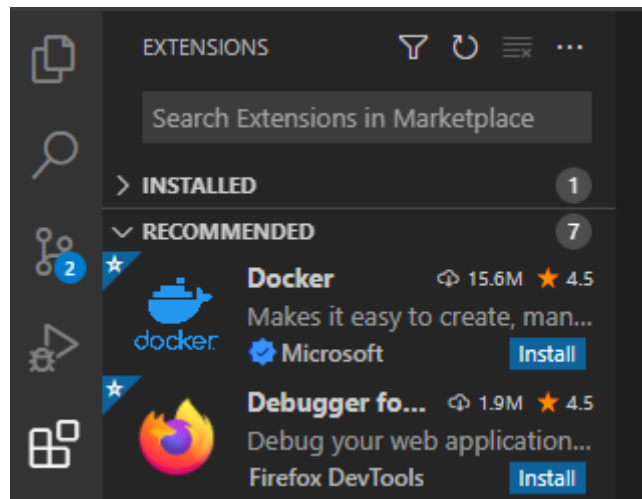 EXTENSIONS
Search Extensions in Marketplace
INSTALLED 1
RECOMMENDED 7
2
Docker 15.6M 4.5
Makes it easy to create, man...
docker
Microsoft Install
Debugger fo... 1.9M 4.5
Debug your web application...
Firefox DevTools Install